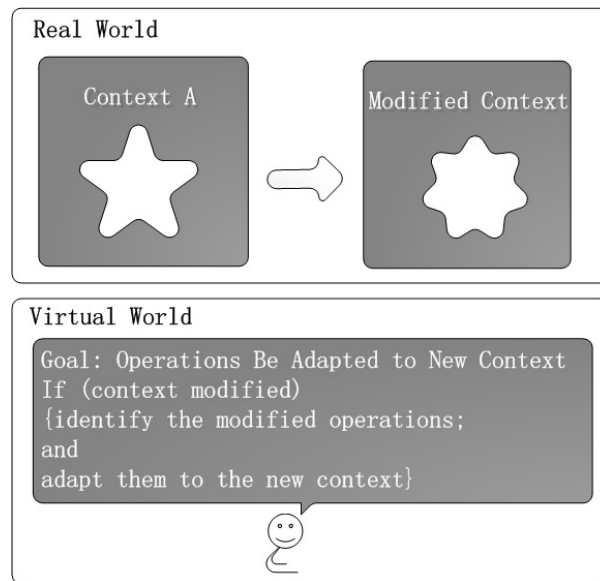 Real World
Context A
Modified Context
Virtual World
Goal: Operations Be Adapted to New Context
If (context modified)
{identify the modified operations;
and
adapt them to the new context}